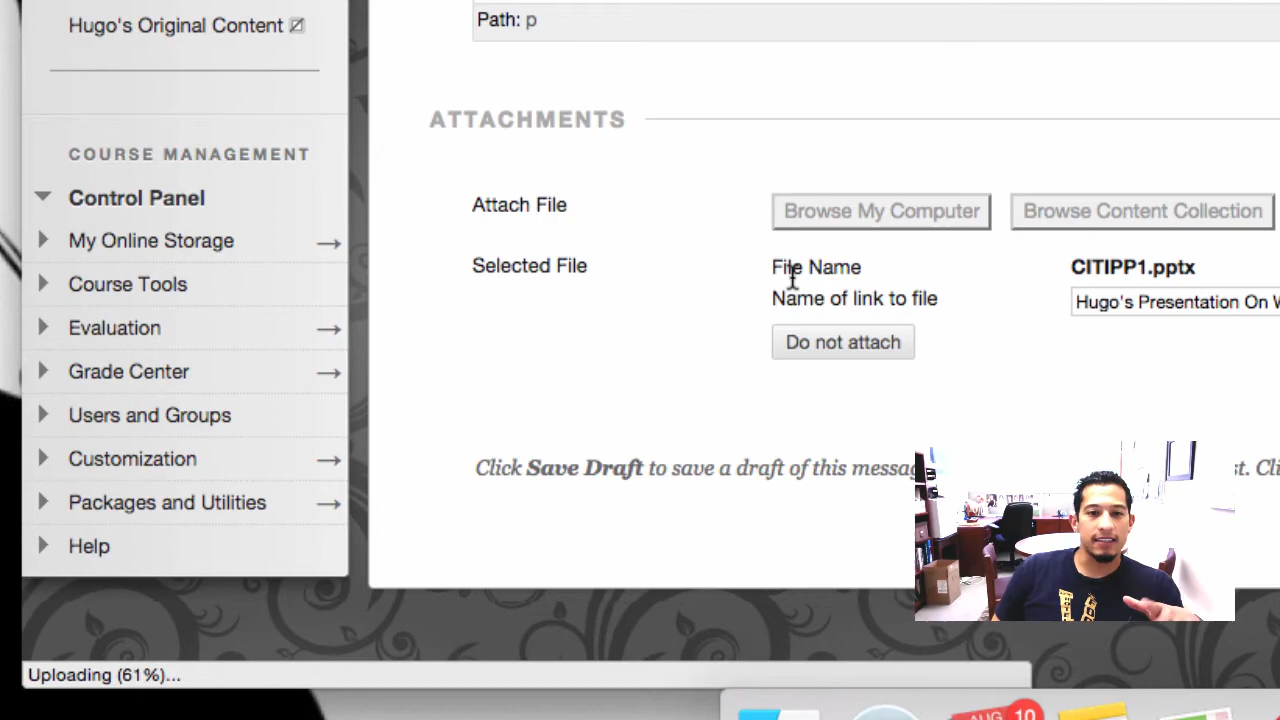 Hugo's Original Content
Path: p
ATTACHMENTS
COURSE MANAGEMENT
Control Panel
My Online Storage
Course Tools
Evaluation
Grade Center
Users and Groups
Customization
Packages and Utilities
Help
Attach File
Browse My Computer
Browse Content Collection
Selected File
File Name
CITIPP1.pptx
Name of link to file
Hugo's Presentation On
Do not attach
Click Save Draft to save a draft of this
Uploading (61%)...
AUG
10